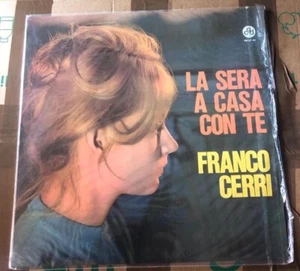 LA SERA
A CASA
CON TE
FRANCO
CERRI